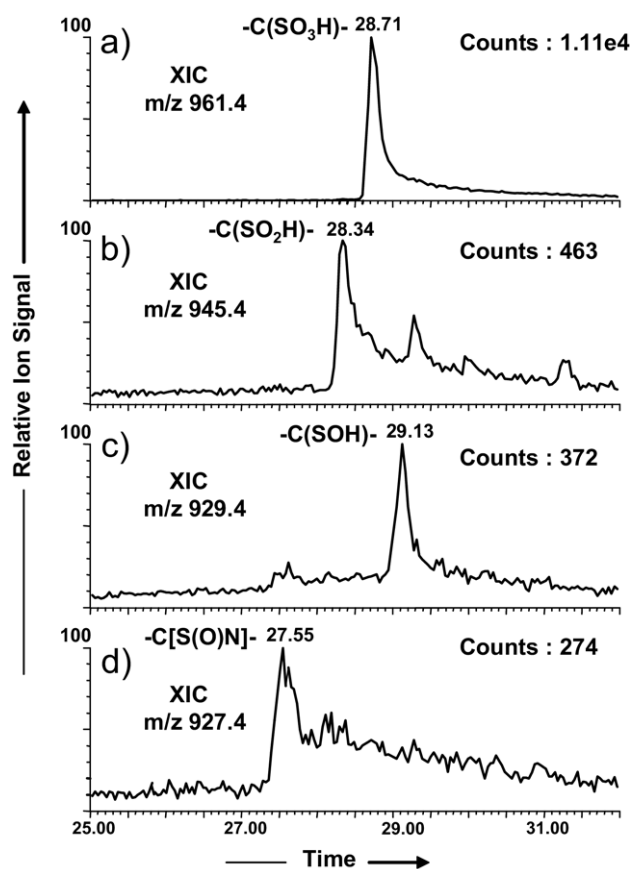 Relative Ion Signal
100
a)
-C(SO₃H)- 28.71
Counts : 1.11e4
XIC
m/z 961.4
100
b)
-C(SO₂H)- 28.34
Counts : 463
XIC
m/z 945.4
100
c)
-C(SOH)- 29.13
Counts : 372
XIC
m/z 929.4
100
d)
-C[S(O)N]- 27.55
Counts : 274
XIC
m/z 927.4
25.00 27.00 29.00 31.00
Time